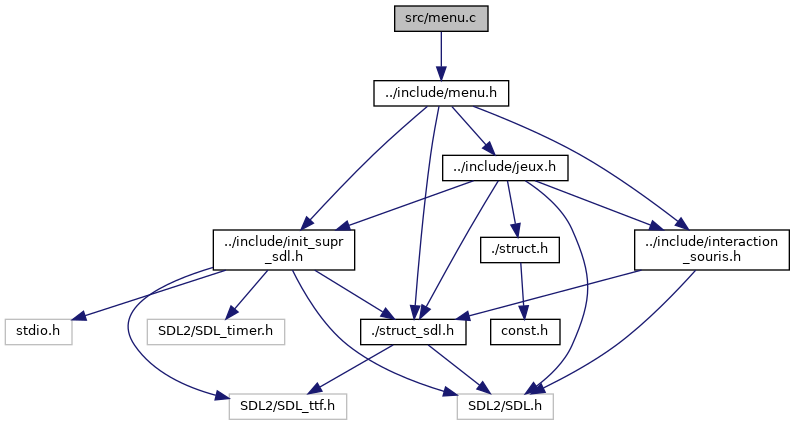 src/menu.c
../include/menu.h
../include/jeux.h
../include/init_supr
_sdl.h
./struct.h
../include/interaction
_souris.h
stdio.h
SDL2/SDL_timer.h
./struct_sdl.h
const.h
SDL2/SDL_ttf.h
SDL2/SDL.h